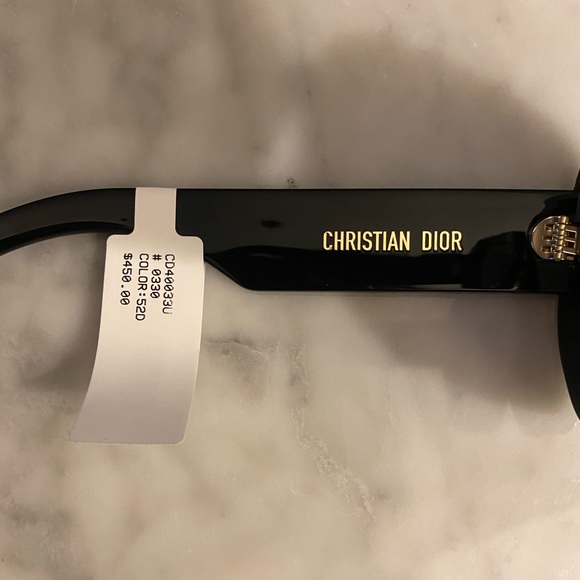 CHRISTIAN DIOR
CD40033U
# 0330
COLOR:52D
$450.00